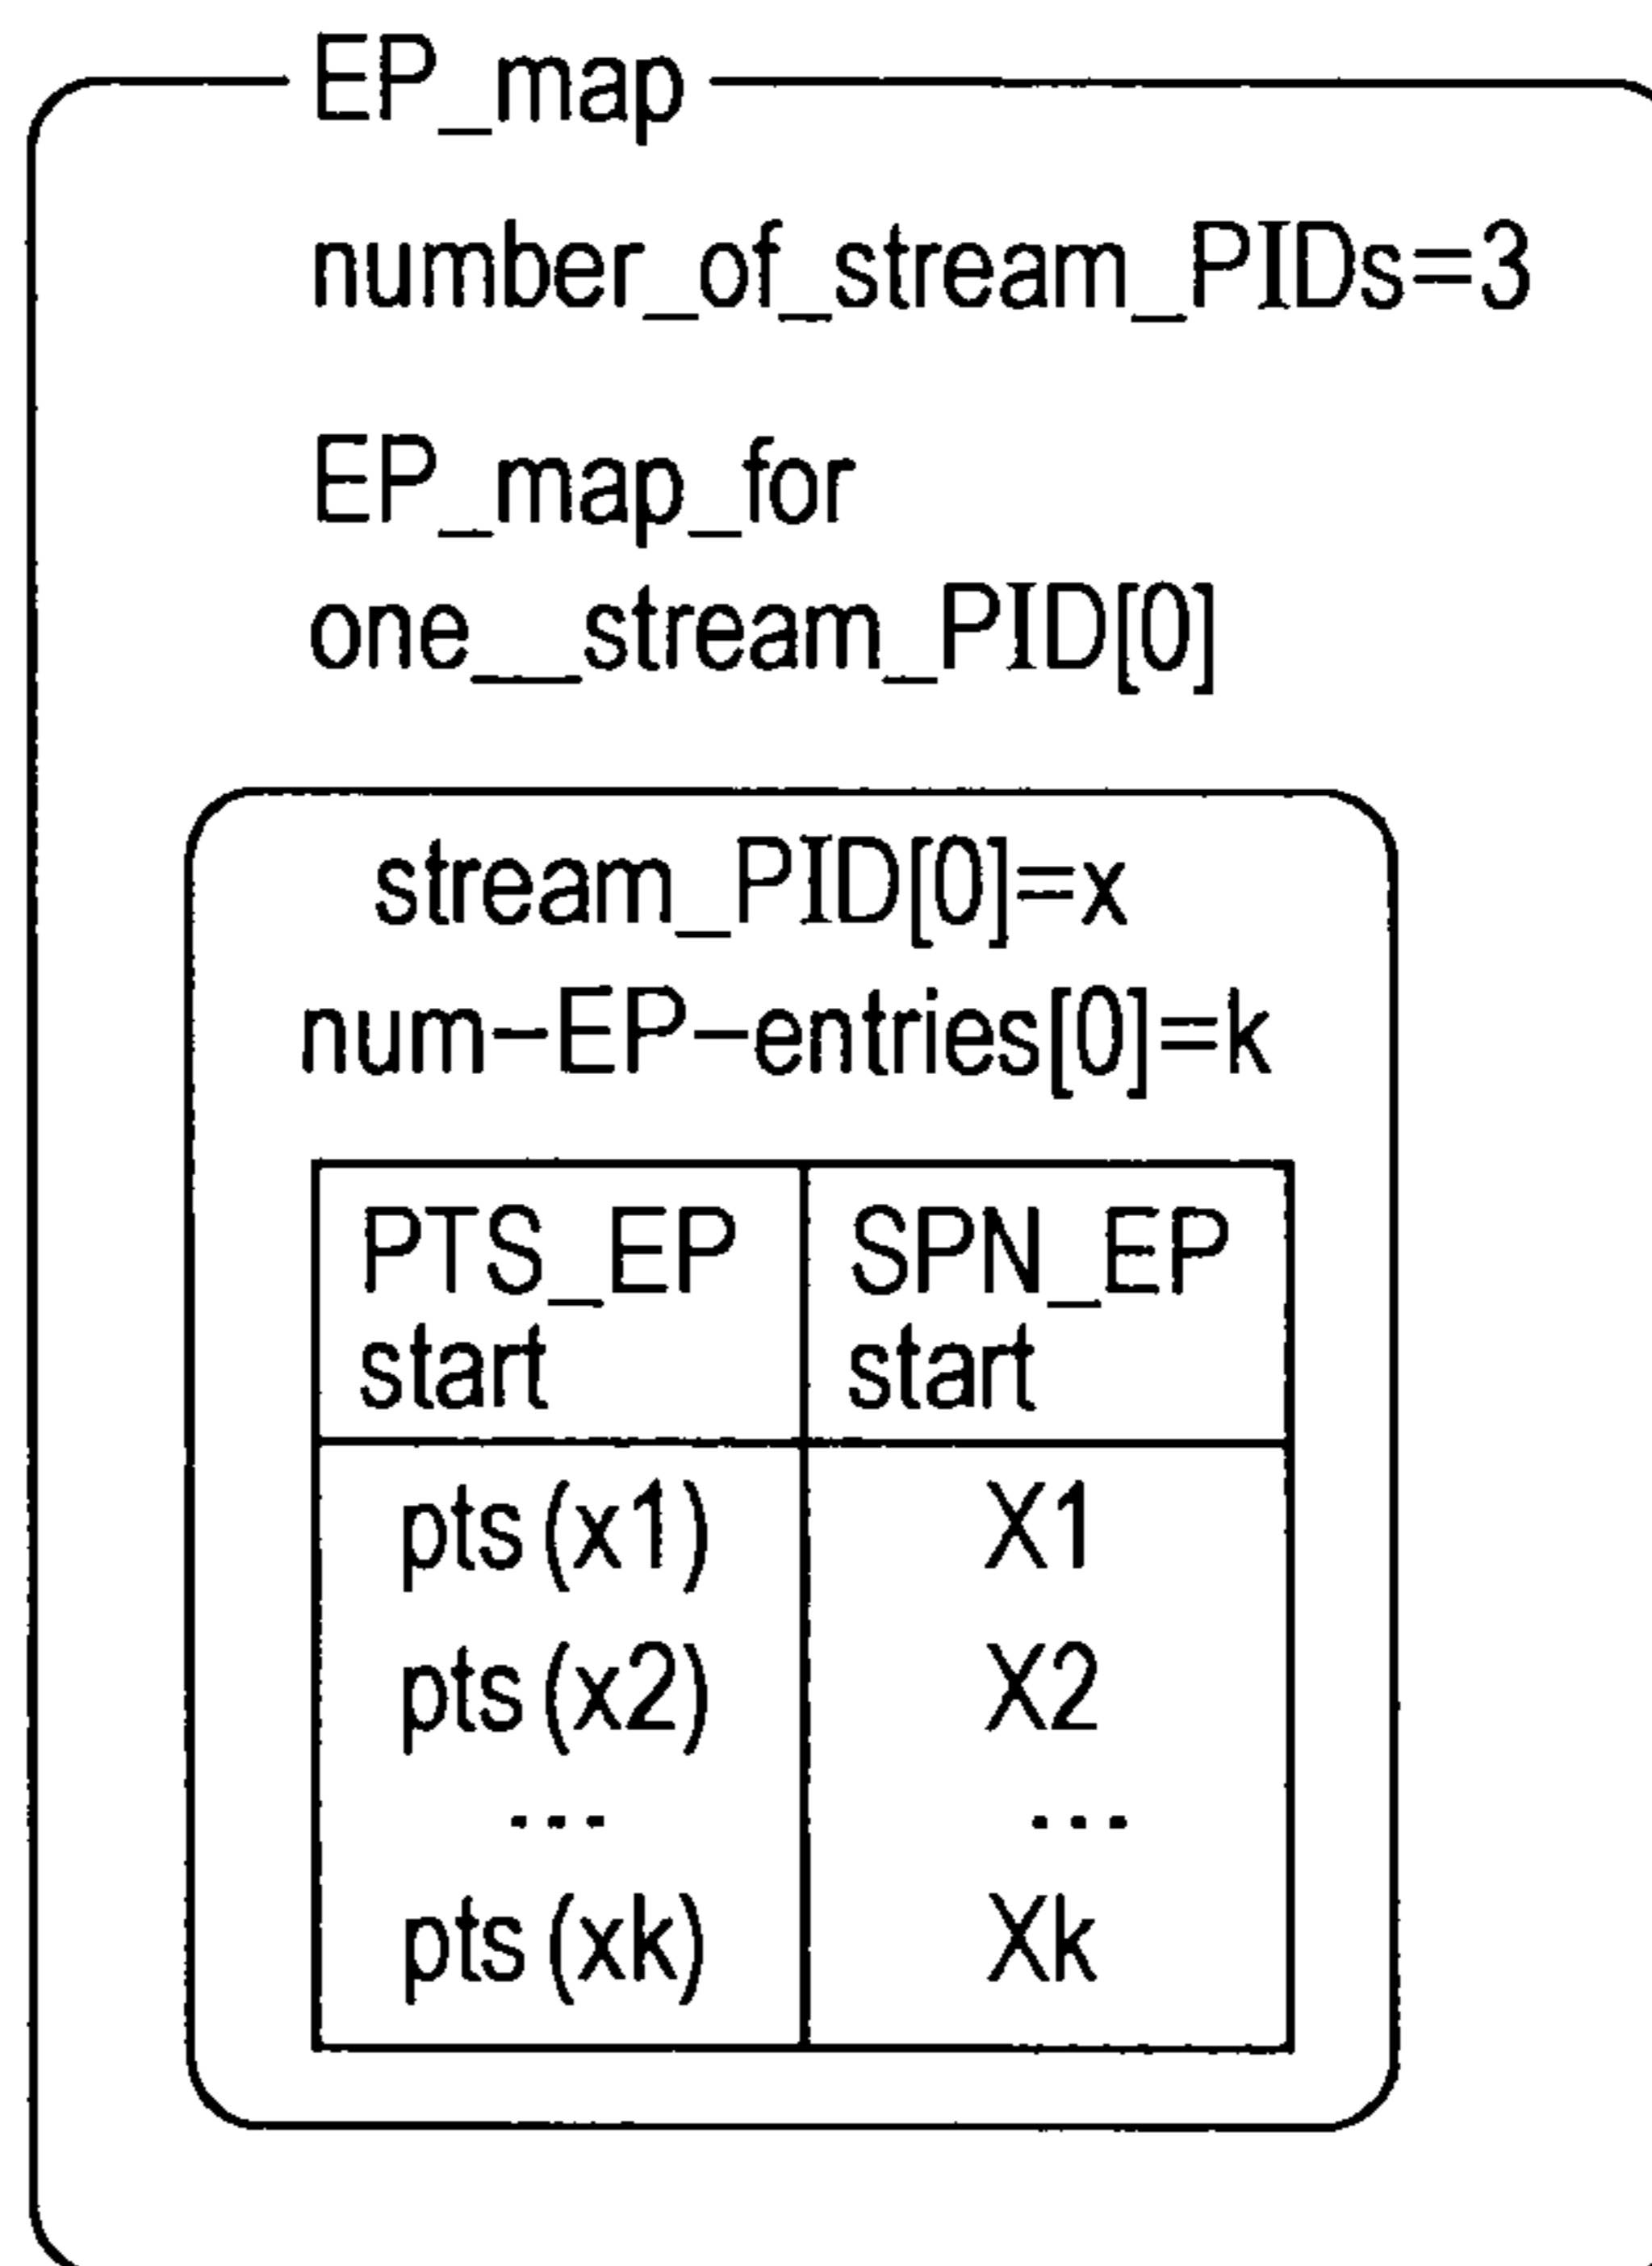 EP_map
number_of_stream_PIDs=3
EP_map_for
one__stream_PID[0]
stream_PID[0]=x
num-EP-entries[0]=k
PTS_EP SPN_EP
start start
pts(x1) X1
pts(x2) X2
... ...
pts(xk) Xk